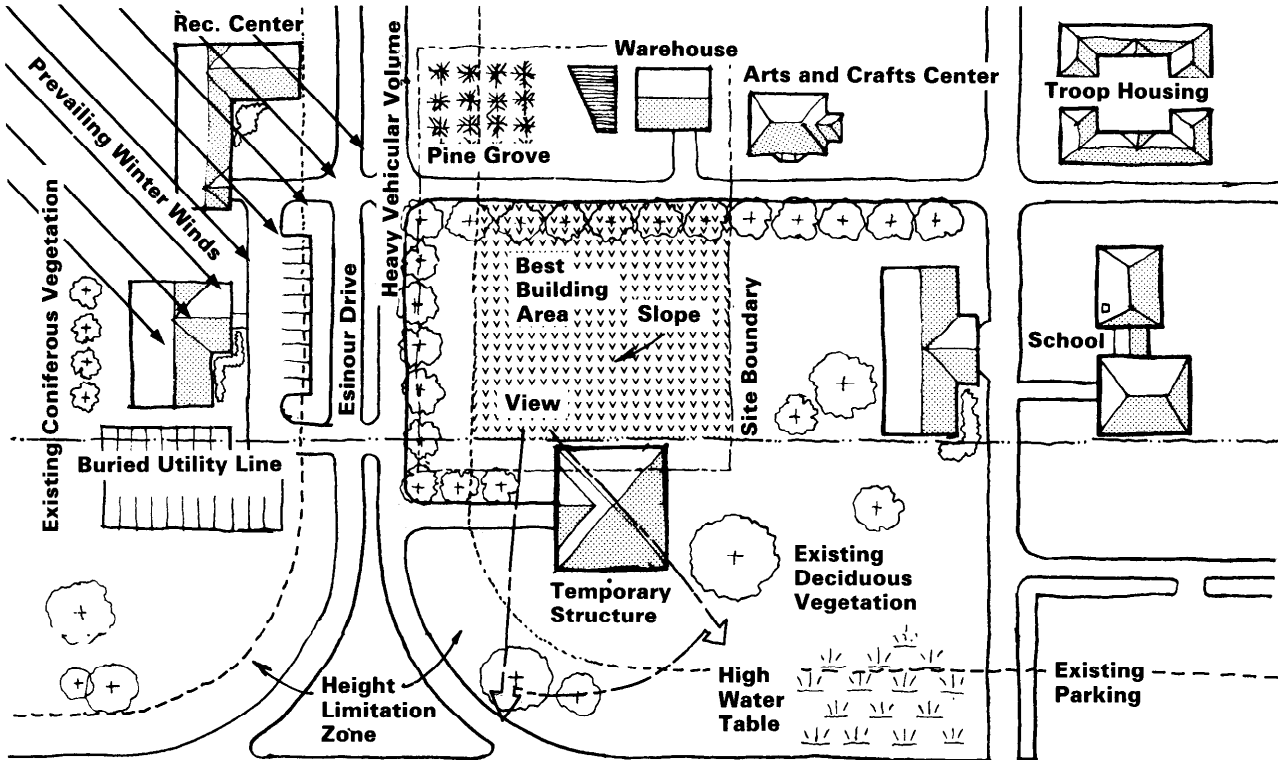 Rec. Center
Prevailing Winter Winds
Heavy Vehicular Volume
Warehouse
Arts and Crafts Center
Troop Housing
Pine Grove
Existing Coniferous Vegetation
Esinour Drive
Best
Building
Area
Slope
View
Site Boundary
School
Buried Utility Line
Temporary
Structure
Existing
Deciduous
Vegetation
Height
Limitation
Zone
High
Water
Table
Existing
Parking